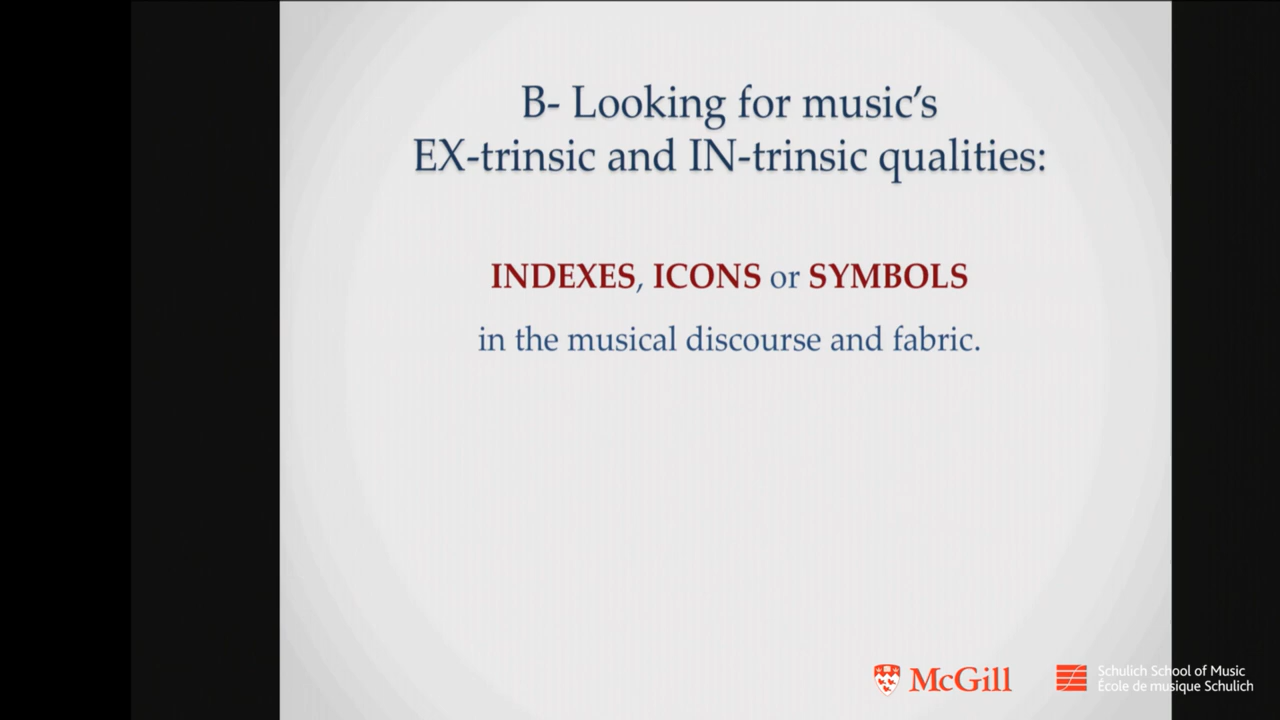 B- Looking for music's
EX-trinsic and IN-trinsic qualities:
INDEXES, ICONS or SYMBOLS
in the musical discourse and fabric.
McGill
Schulich School of Music
École de musique Schulich